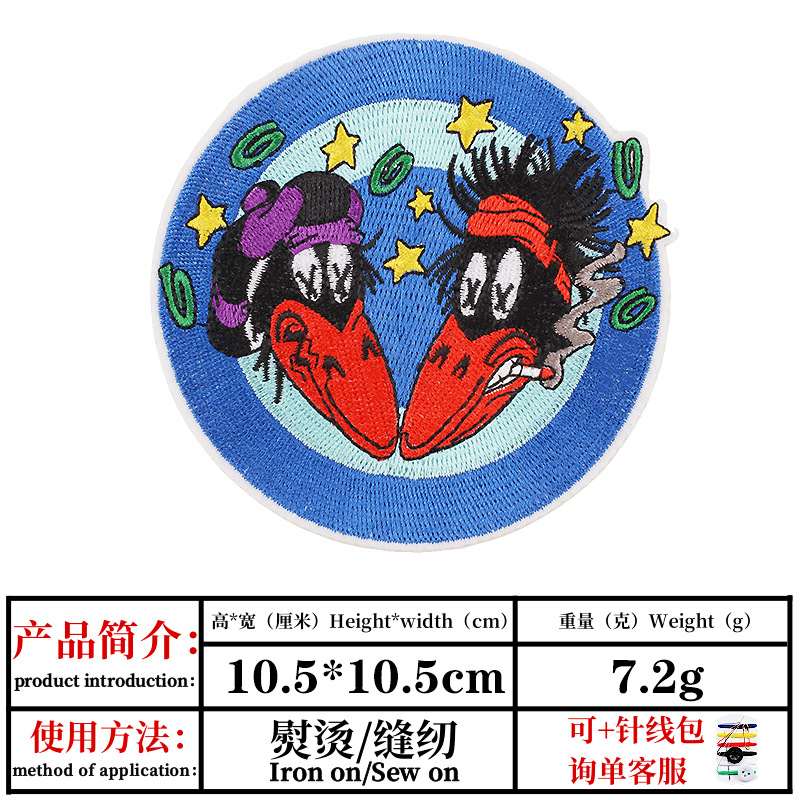 产品简介：
product introduction：
高*宽（厘米）Height*width（cm）
10.5*10.5cm
重量（克）Weight（g）
7.2g
使用方法：
method of application：
熨烫/缝纫
Iron on/Sew on
可+针线包
询单客服